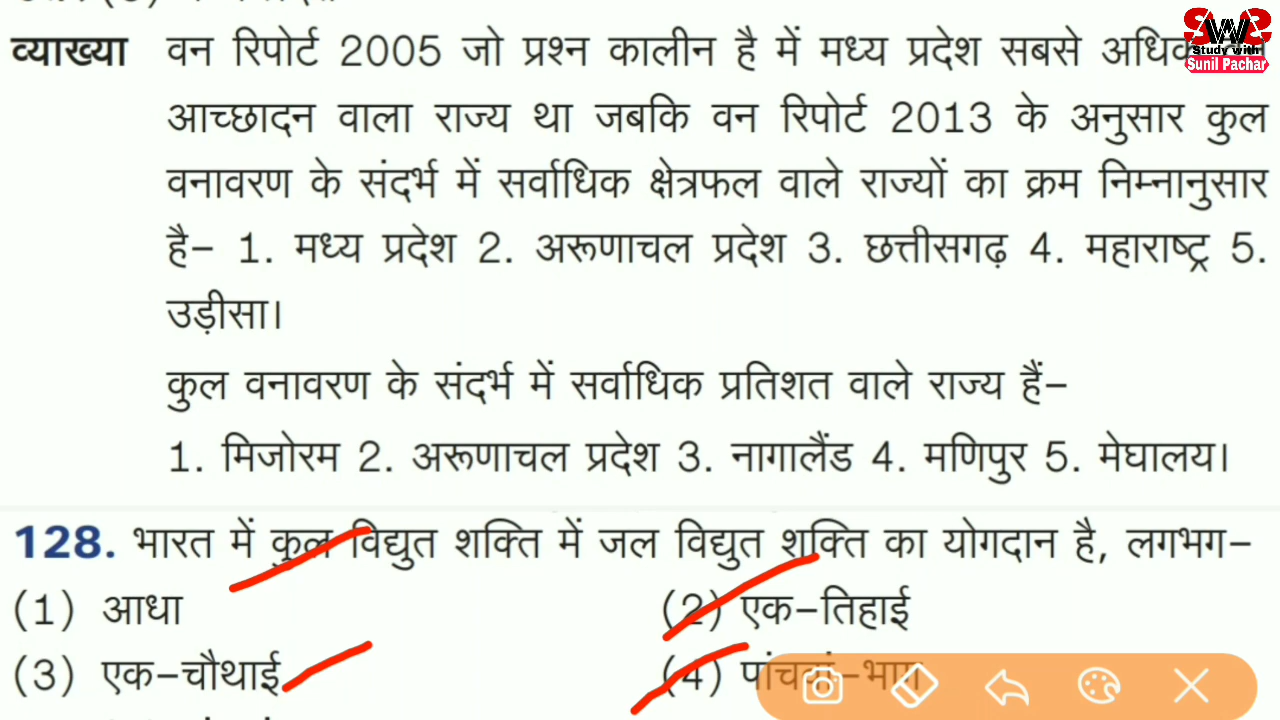 SWS
Study with
Sunil Pachar
व्याख्या वन रिपोर्ट 2005 जो प्रश्न कालीन है में मध्य प्रदेश सबसे अधिक
आच्छादन वाला राज्य था जबकि वन रिपोर्ट 2013 के अनुसार कुल
वनावरण के संदर्भ में सर्वाधिक क्षेत्रफल वाले राज्यों का क्रम निम्नानुसार
है– 1. मध्य प्रदेश 2. अरूणाचल प्रदेश 3. छत्तीसगढ़ 4. महाराष्ट्र 5.
उड़ीसा।
कुल वनावरण के संदर्भ में सर्वाधिक प्रतिशत वाले राज्य हैं–
1. मिजोरम 2. अरूणाचल प्रदेश 3. नागालैंड 4. मणिपुर 5. मेघालय।
128. भारत में कुल विद्युत शक्ति में जल विद्युत शक्ति का योगदान है, लगभग–
(1) आधा (2) एक–तिहाई
(3) एक–चौथाई (4) पांचवां–भाग